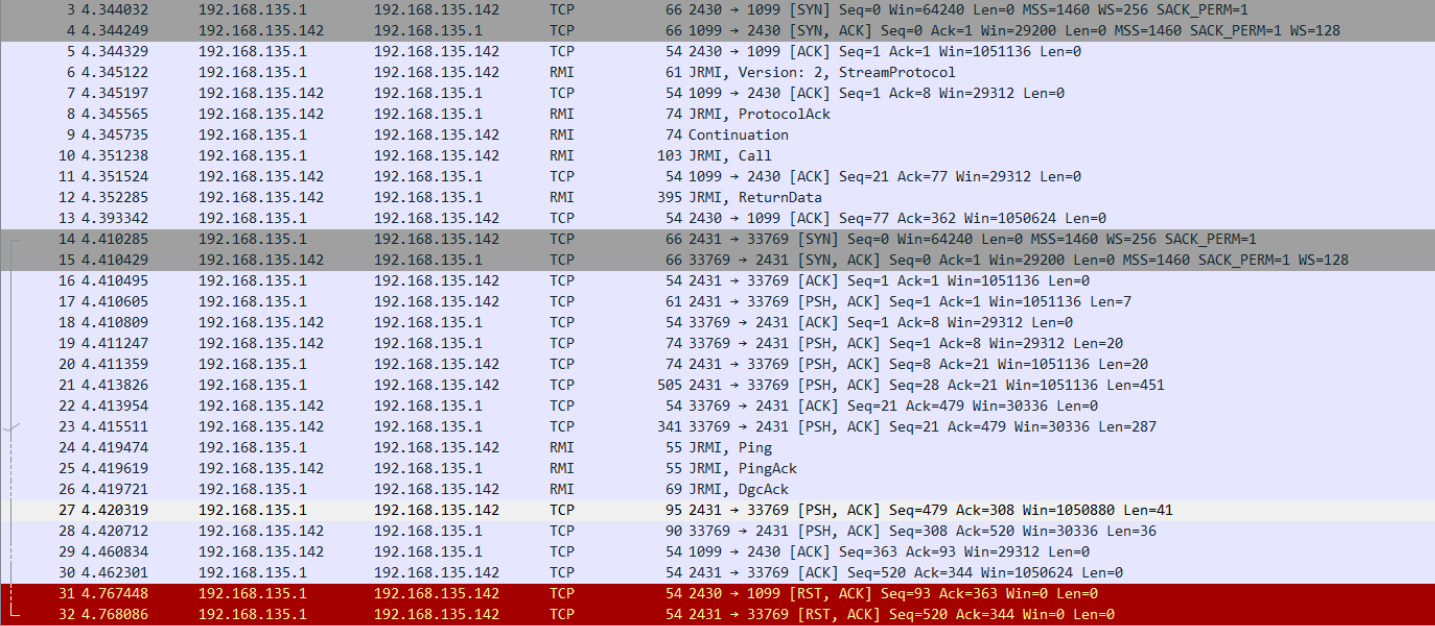 3 4.344032 192.168.135.1 192.168.135.142 TCP 66 2430 → 1099 [SYN] Seq=0 Win=64240 Len=0 MSS=1460 WS=256 SACK_PERM=1
4 4.344249 192.168.135.142 192.168.135.1 TCP 66 1099 → 2430 [SYN, ACK] Seq=0 Ack=1 Win=29200 Len=0 MSS=1460 SACK_PERM=1 WS=128
5 4.344329 192.168.135.1 192.168.135.142 TCP 54 2430 → 1099 [ACK] Seq=1 Ack=1 Win=1051136 Len=0
6 4.345122 192.168.135.1 192.168.135.142 RMI 61 JRMI, Version: 2, StreamProtocol
7 4.345197 192.168.135.142 192.168.135.1 TCP 54 1099 → 2430 [ACK] Seq=1 Ack=8 Win=29312 Len=0
8 4.345565 192.168.135.142 192.168.135.1 RMI 74 JRMI, ProtocolAck
9 4.345735 192.168.135.1 192.168.135.142 RMI 74 Continuation
10 4.351238 192.168.135.1 192.168.135.142 RMI 103 JRMI, Call
11 4.351524 192.168.135.142 192.168.135.1 TCP 54 1099 → 2430 [ACK] Seq=21 Ack=77 Win=29312 Len=0
12 4.352285 192.168.135.142 192.168.135.1 RMI 395 JRMI, ReturnData
13 4.393342 192.168.135.1 192.168.135.142 TCP 54 2430 → 1099 [ACK] Seq=77 Ack=362 Win=1050624 Len=0
14 4.410285 192.168.135.1 192.168.135.142 TCP 66 2431 → 33769 [SYN] Seq=0 Win=64240 Len=0 MSS=1460 WS=256 SACK_PERM=1
15 4.410429 192.168.135.142 192.168.135.1 TCP 66 33769 → 2431 [SYN, ACK] Seq=0 Ack=1 Win=29200 Len=0 MSS=1460 SACK_PERM=1 WS=128
16 4.410495 192.168.135.1 192.168.135.142 TCP 54 2431 → 33769 [ACK] Seq=1 Ack=1 Win=1051136 Len=0
17 4.410605 192.168.135.1 192.168.135.142 TCP 61 2431 → 33769 [PSH, ACK] Seq=1 Ack=1 Win=1051136 Len=7
18 4.410809 192.168.135.142 192.168.135.1 TCP 54 33769 → 2431 [ACK] Seq=1 Ack=8 Win=29312 Len=0
19 4.411247 192.168.135.142 192.168.135.1 TCP 74 33769 → 2431 [PSH, ACK] Seq=1 Ack=8 Win=29312 Len=20
20 4.411359 192.168.135.1 192.168.135.142 TCP 74 2431 → 33769 [PSH, ACK] Seq=8 Ack=21 Win=1051136 Len=20
21 4.413826 192.168.135.1 192.168.135.142 TCP 505 2431 → 33769 [PSH, ACK] Seq=28 Ack=21 Win=1051136 Len=451
22 4.413954 192.168.135.142 192.168.135.1 TCP 54 33769 → 2431 [ACK] Seq=21 Ack=479 Win=30336 Len=0
23 4.415511 192.168.135.142 192.168.135.1 TCP 341 33769 → 2431 [PSH, ACK] Seq=21 Ack=479 Win=30336 Len=287
24 4.419474 192.168.135.1 192.168.135.142 RMI 55 JRMI, Ping
25 4.419619 192.168.135.142 192.168.135.1 RMI 55 JRMI, PingAck
26 4.419721 192.168.135.1 192.168.135.142 RMI 69 JRMI, DgcAck
27 4.420319 192.168.135.1 192.168.135.142 TCP 95 2431 → 33769 [PSH, ACK] Seq=479 Ack=308 Win=1050880 Len=41
28 4.420712 192.168.135.142 192.168.135.1 TCP 90 33769 → 2431 [PSH, ACK] Seq=308 Ack=520 Win=30336 Len=36
29 4.460834 192.168.135.142 192.168.135.1 TCP 54 1099 → 2430 [ACK] Seq=363 Ack=93 Win=29312 Len=0
30 4.462301 192.168.135.1 192.168.135.142 TCP 54 2431 → 33769 [ACK] Seq=520 Ack=344 Win=1050624 Len=0
31 4.767448 192.168.135.1 192.168.135.142 TCP 54 2430 → 1099 [RST, ACK] Seq=93 Ack=363 Win=0 Len=0
32 4.768086 192.168.135.1 192.168.135.142 TCP 54 2431 → 33769 [RST, ACK] Seq=520 Ack=344 Win=0 Len=0